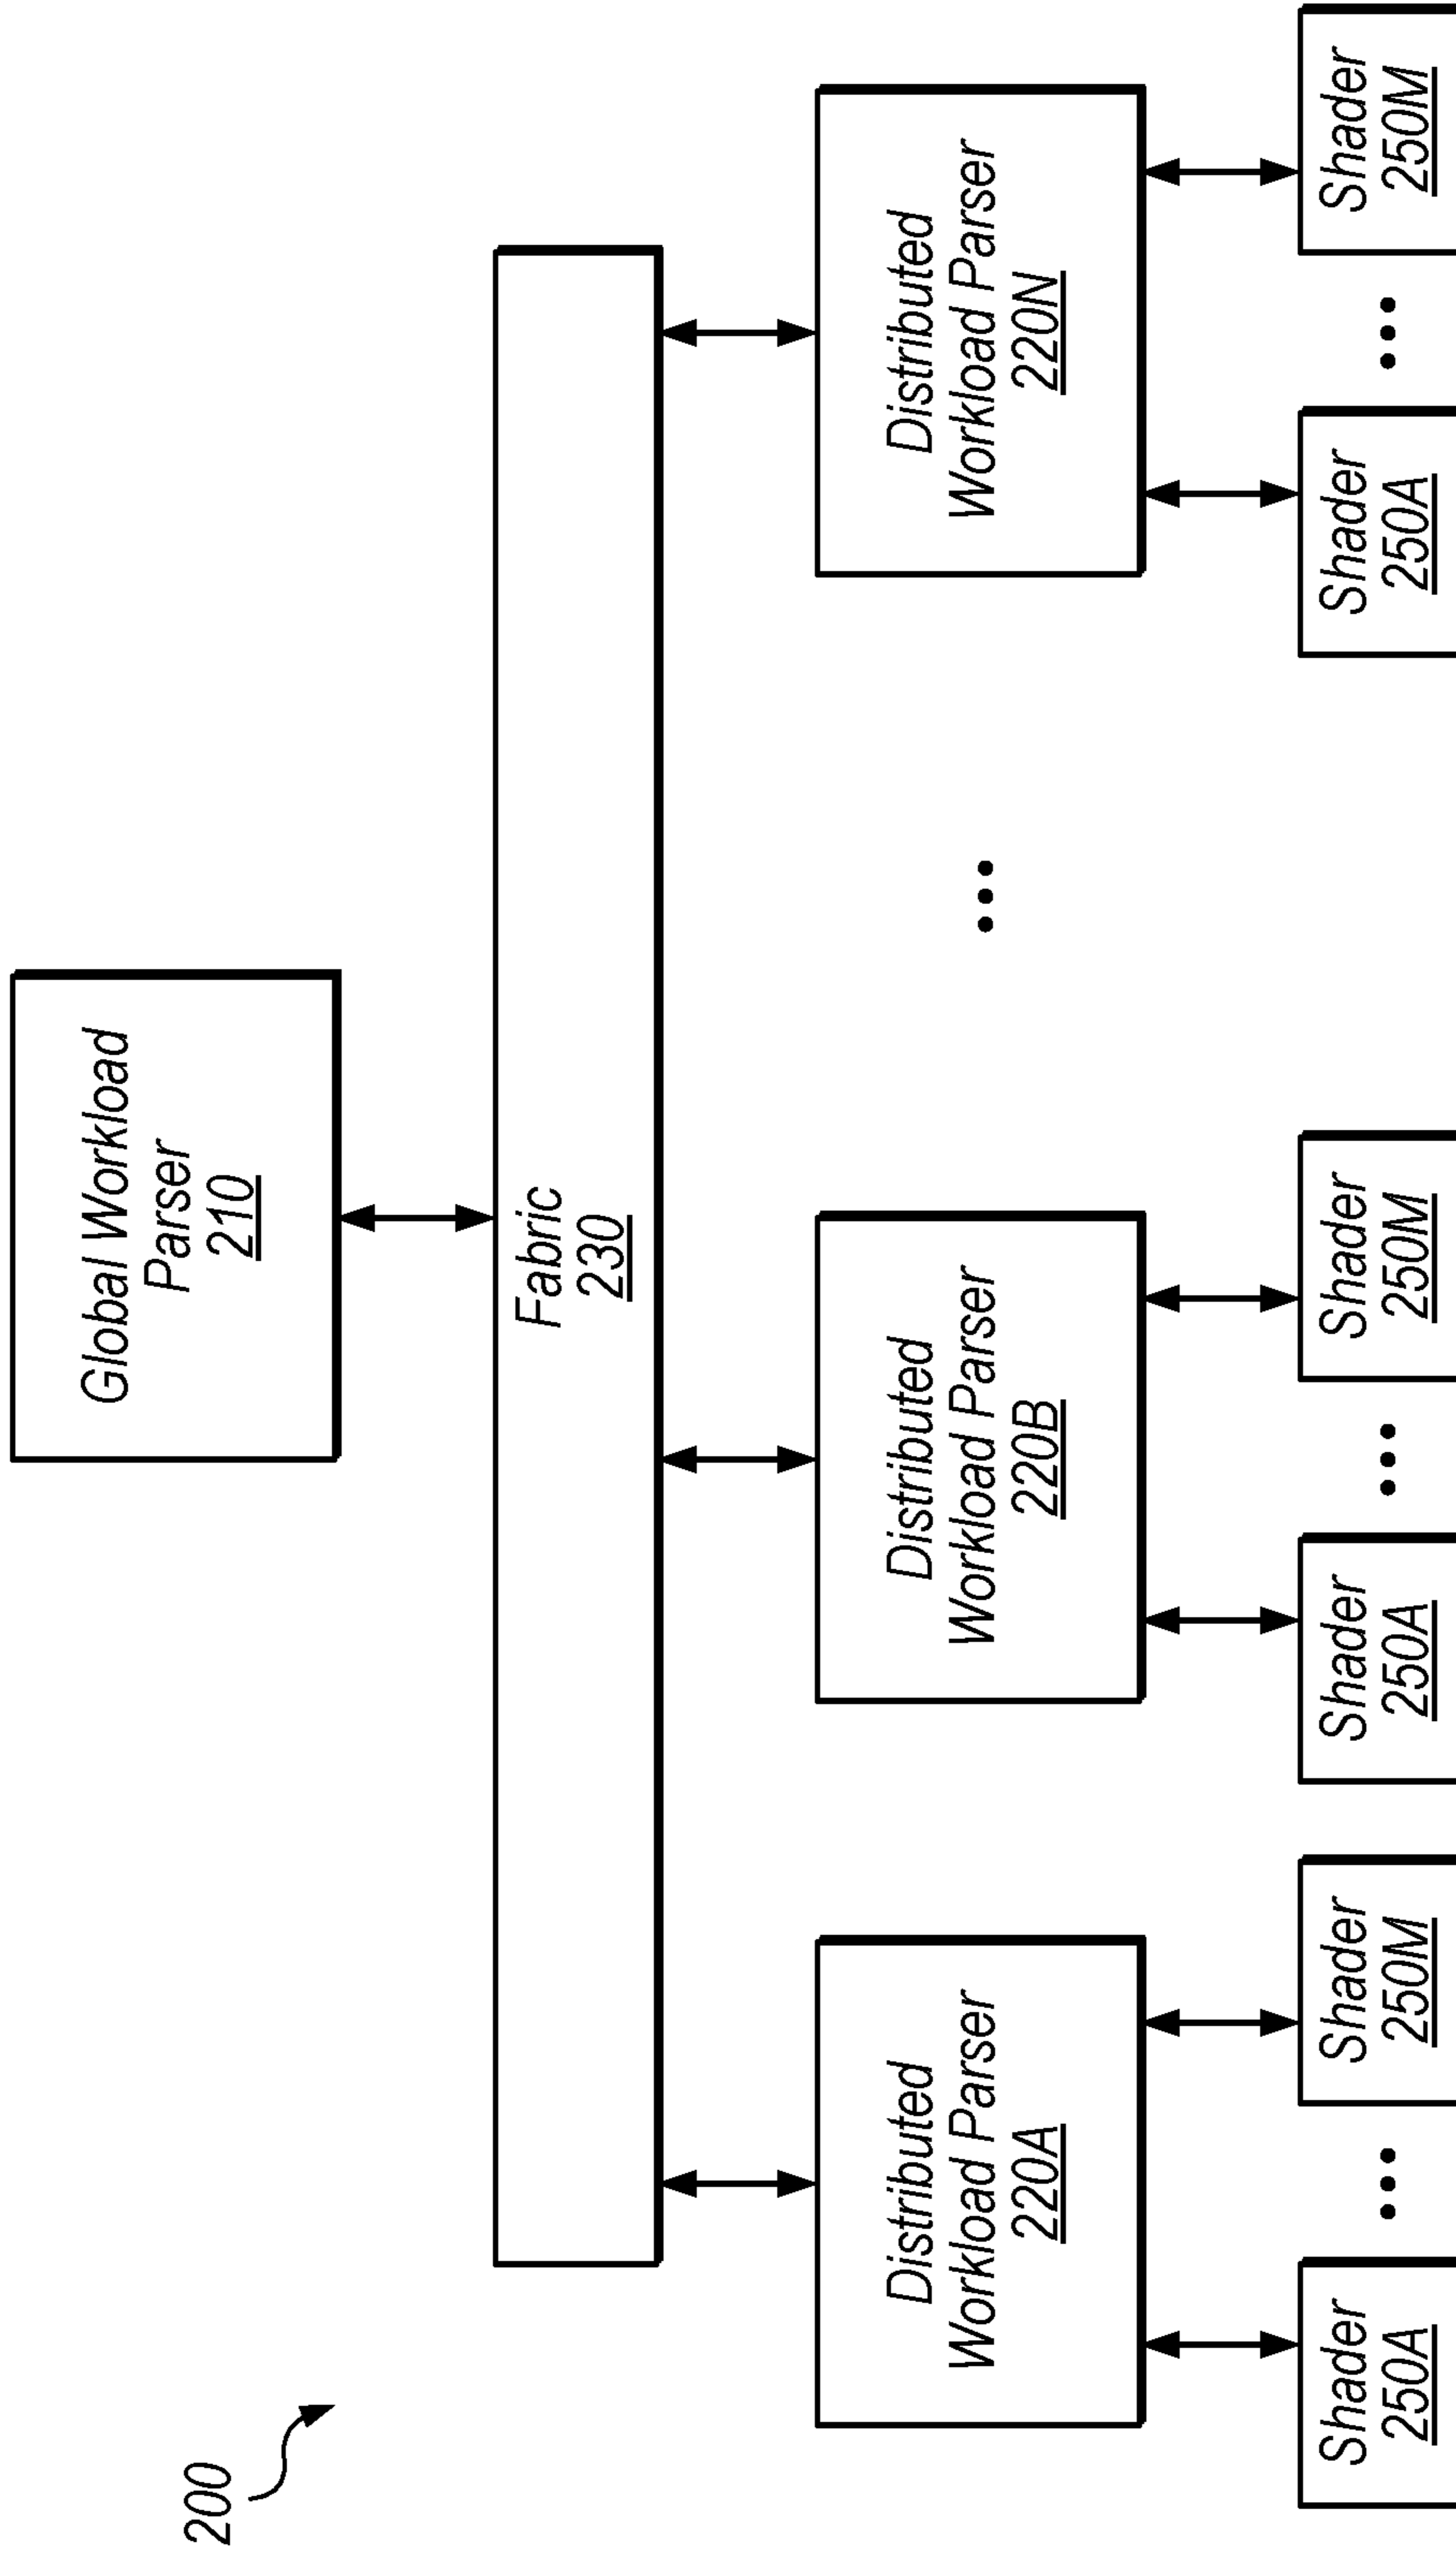 200
Global Workload
Parser
210
Fabric
230
Distributed
Workload Parser
220A
Distributed
Workload Parser
220B
...
Distributed
Workload Parser
220N
Shader
250A
...
Shader
250M
Shader
250A
...
Shader
250M
Shader
250A
...
Shader
250M